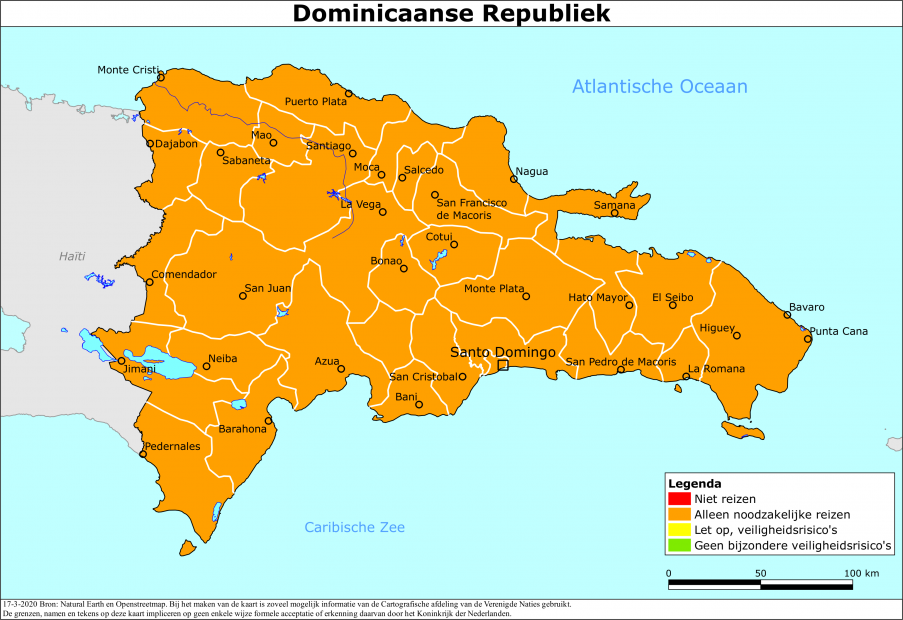 Dominicaanse Republiek
Atlantische Oceaan
Monte Cristi
Puerto Plata
Dajabon
Mao
Santiago
Sabaneta
Moca
Salcedo
Nagua
La Vega
San Francisco
de Macoris
Samana
Cotui
Haïti
Bonao
Comendador
San Juan
Monte Plata
Hato Mayor
El Seibo
Bavaro
Higuey
Punta Cana
Santo Domingo
Jimani
Neiba
Azua
San Cristobal
San Pedro de Macoris
La Romana
Bani
Barahona
Pedernales
Caribische Zee
Legenda
Niet reizen
Alleen noodzakelijke reizen
Let op, veiligheidsrisico's
Geen bijzondere veiligheidsrisico's
0 50 100 km
17-3-2020 Bron: Natural Earth en Openstreetmap. Bij het maken van de kaart is zoveel mogelijk informatie van de Cartografische afdeling van de Verenigde Naties gebruikt.
De grenzen, namen en tekens op deze kaart impliceren op geen enkele wijze formele acceptatie of erkenning daarvan door het Koninkrijk der Nederlanden.